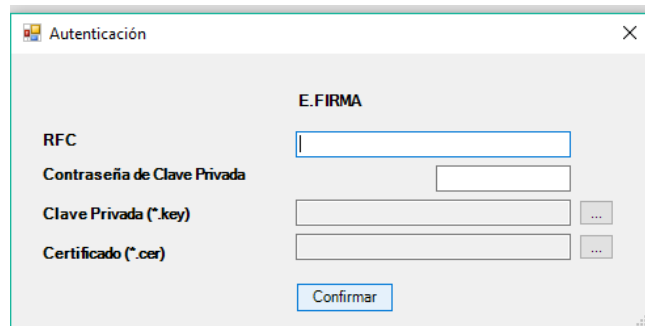 Autenticación
E.FIRMA
RFC
Contraseña de Clave Privada
Clave Privada (*.key)
...
Certificado (*.cer)
...
Confirmar